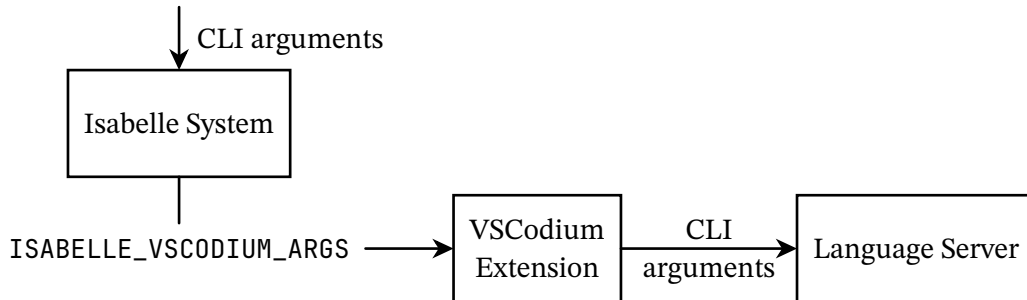 CLI arguments
Isabelle System
ISABELLE_VSCODIUM_ARGS
VSCodium
Extension
CLI
arguments
Language Server